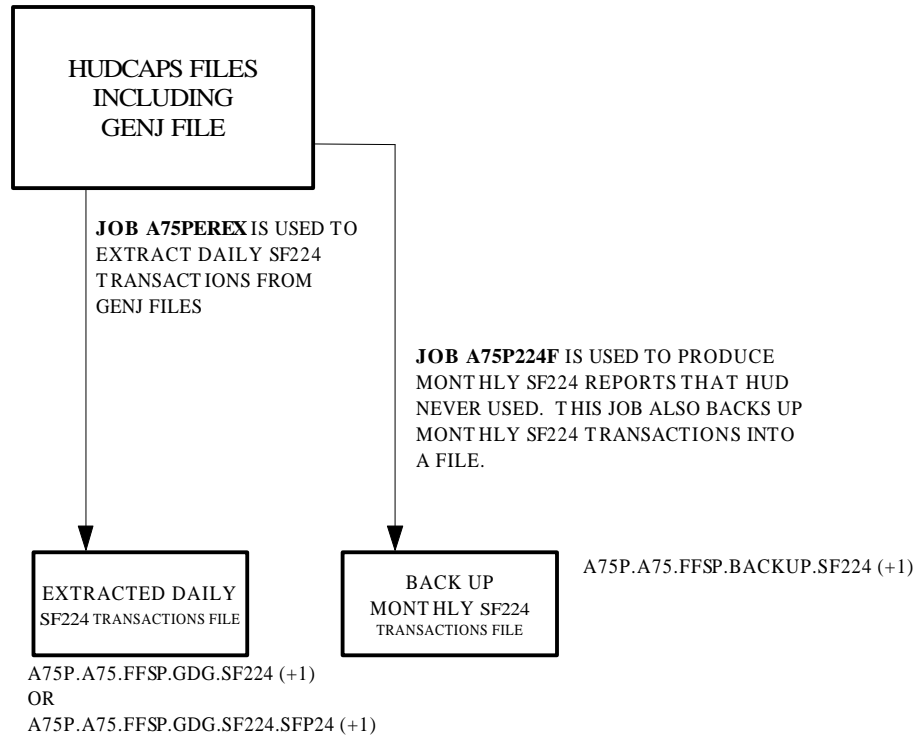 HUDCAPS FILES
INCLUDING
GENJ FILE
JOB A75PEREX IS USED TO
EXTRACT DAILY SF224
TRANSACTIONS FROM
GENJ FILES
JOB A75P224F IS USED TO PRODUCE
MONTHLY SF224 REPORTS THAT HUD
NEVER USED. THIS JOB ALSO BACKS UP
MONTHLY SF224 TRANSACTIONS INTO
A FILE.
EXTRACTED DAILY
SF224 TRANSACTIONS FILE
BACK UP
MONTHLY SF224
TRANSACTIONS FILE
A75P.A75.FFSP.BACKUP.SF224 (+1)
A75P.A75.FFSP.GDG.SF224 (+1)
OR
A75P.A75.FFSP.GDG.SF224.SFP24 (+1)